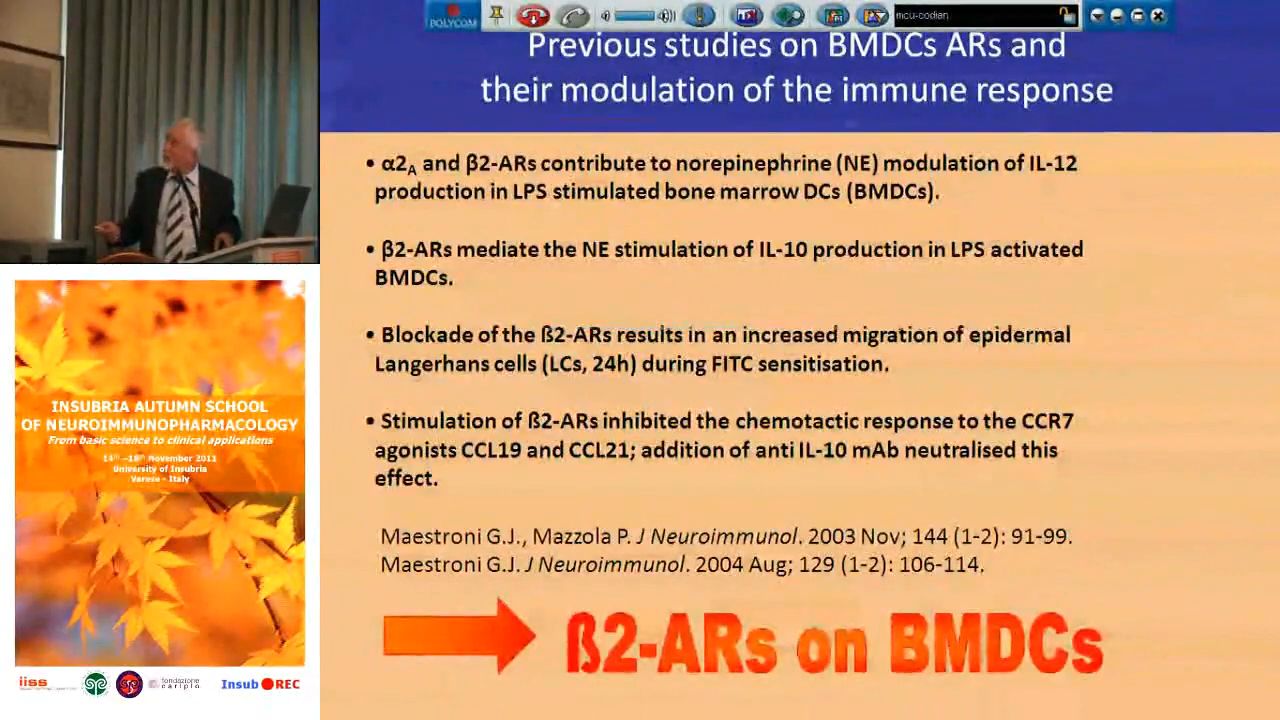 POLYCOM
mcu-codian
Previous studies on BMDCs ARs and
their modulation of the immune response
• α2A and β2-ARs contribute to norepinephrine (NE) modulation of IL-12
production in LPS stimulated bone marrow DCs (BMDCs).
• β2-ARs mediate the NE stimulation of IL-10 production in LPS activated
BMDCs.
• Blockade of the ß2-ARs results in an increased migration of epidermal
Langerhans cells (LCs, 24h) during FITC sensitisation.
• Stimulation of ß2-ARs inhibited the chemotactic response to the CCR7
agonists CCL19 and CCL21; addition of anti IL-10 mAb neutralised this
effect.
Maestroni G.J., Mazzola P. J Neuroimmunol. 2003 Nov; 144 (1-2): 91-99.
Maestroni G.J. J Neuroimmunol. 2004 Aug; 129 (1-2): 106-114.
ß2-ARs on BMDCs
INSUBRIA AUTUMN SCHOOL
OF NEUROIMMUNOPHARMACOLOGY
From basic science to clinical applications
14th -18th November 2011
University of Insubria
Varese - Italy
iiss
fondazione
cariplo
Insub REC